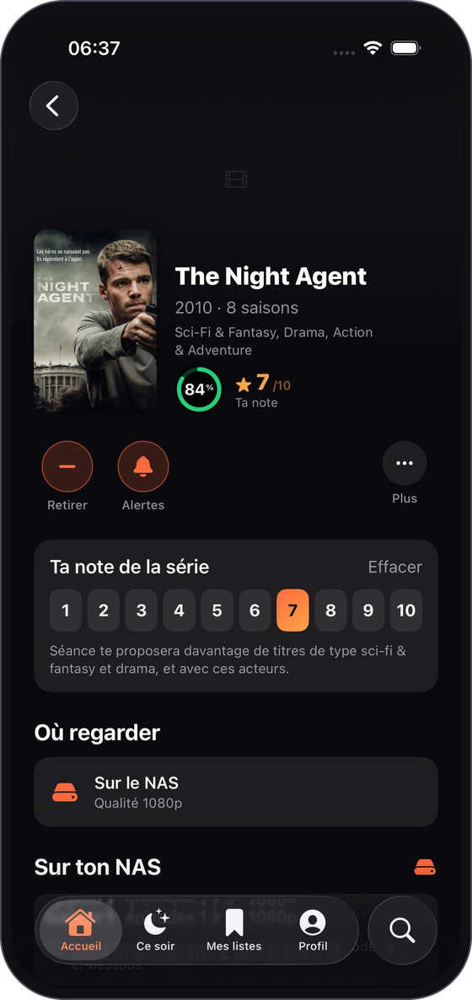 06:37
Les héros ne naissent pas.
Ils répondent à l'appel.
THE
NIGHT
AGENT
The Night Agent
2010 · 8 saisons
Sci-Fi & Fantasy, Drama, Action
& Adventure
84%
★ 7 /10
Ta note
Retirer
Alertes
Plus
Ta note de la série
Effacer
1 2 3 4 5 6 7 8 9 10
Séance te proposera davantage de titres de type sci-fi &
fantasy et drama, et avec ces acteurs.
Où regarder
Sur le NAS
Qualité 1080p
Sur ton NAS
épisodes 1 à 1080p
ci-dessous.
Accueil
Ce soir
Mes listes
Profil